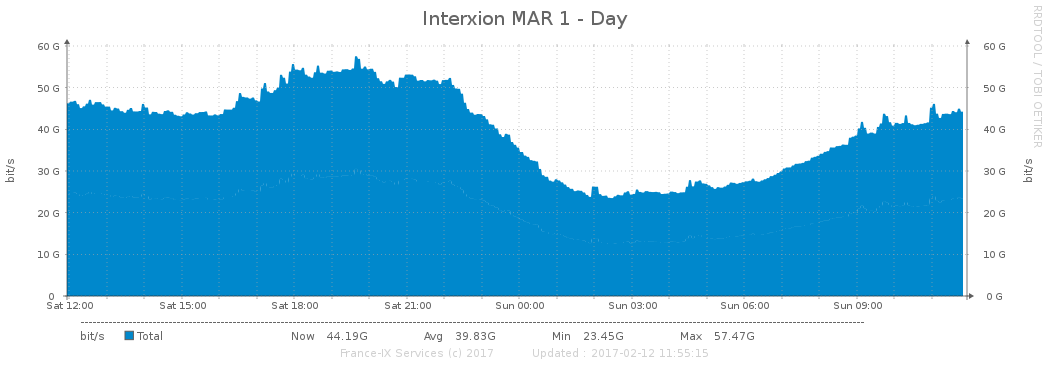 Interxion MAR 1 - Day
RRDTOOL / TOBI OETIKER
60 G 60 G
50 G 50 G
40 G 40 G
30 G 30 G
20 G 20 G
10 G 10 G
0 0 G
bit/s bit/s
Sat 12:00 Sat 15:00 Sat 18:00 Sat 21:00 Sun 00:00 Sun 03:00 Sun 06:00 Sun 09:00
bit/s Total Now 44.19G Avg 39.83G Min 23.45G Max 57.47G
France-IX Services (c) 2017 Updated : 2017-02-12 11:55:15